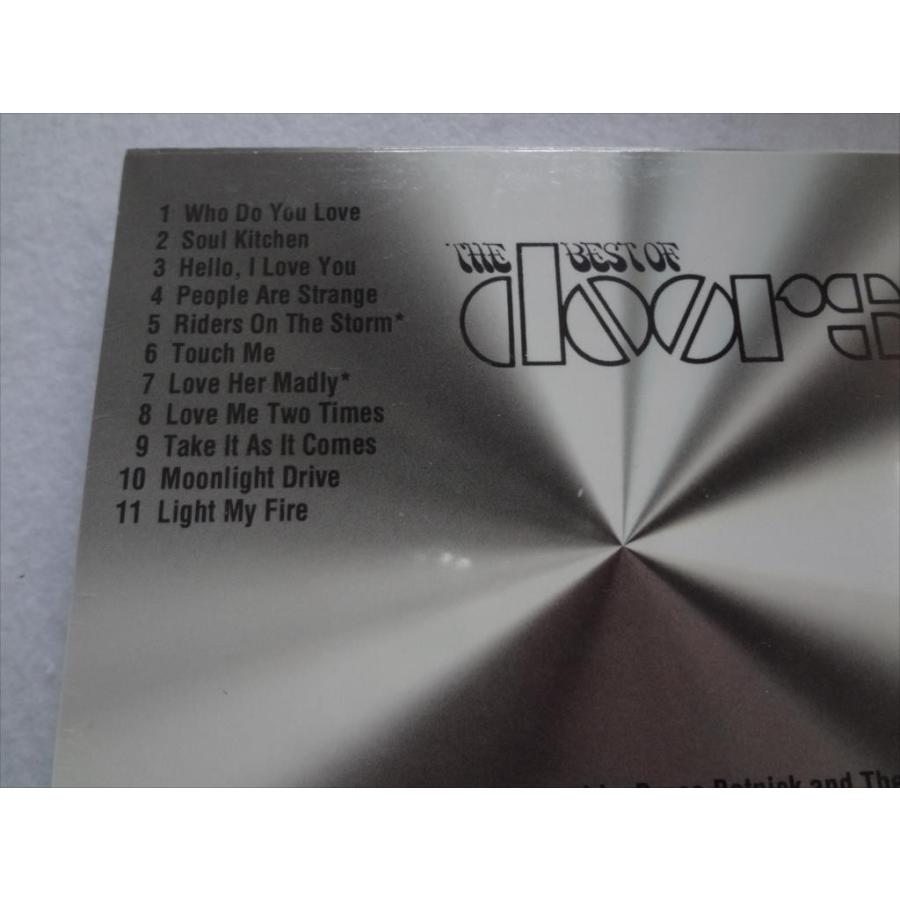 1 Who Do You Love
2 Soul Kitchen
3 Hello, I Love You
4 People Are Strange
5 Riders On The Storm*
6 Touch Me
7 Love Her Madly*
8 Love Me Two Times
9 Take It As It Comes
10 Moonlight Drive
11 Light My Fire
THE BEST OF
doors
and The